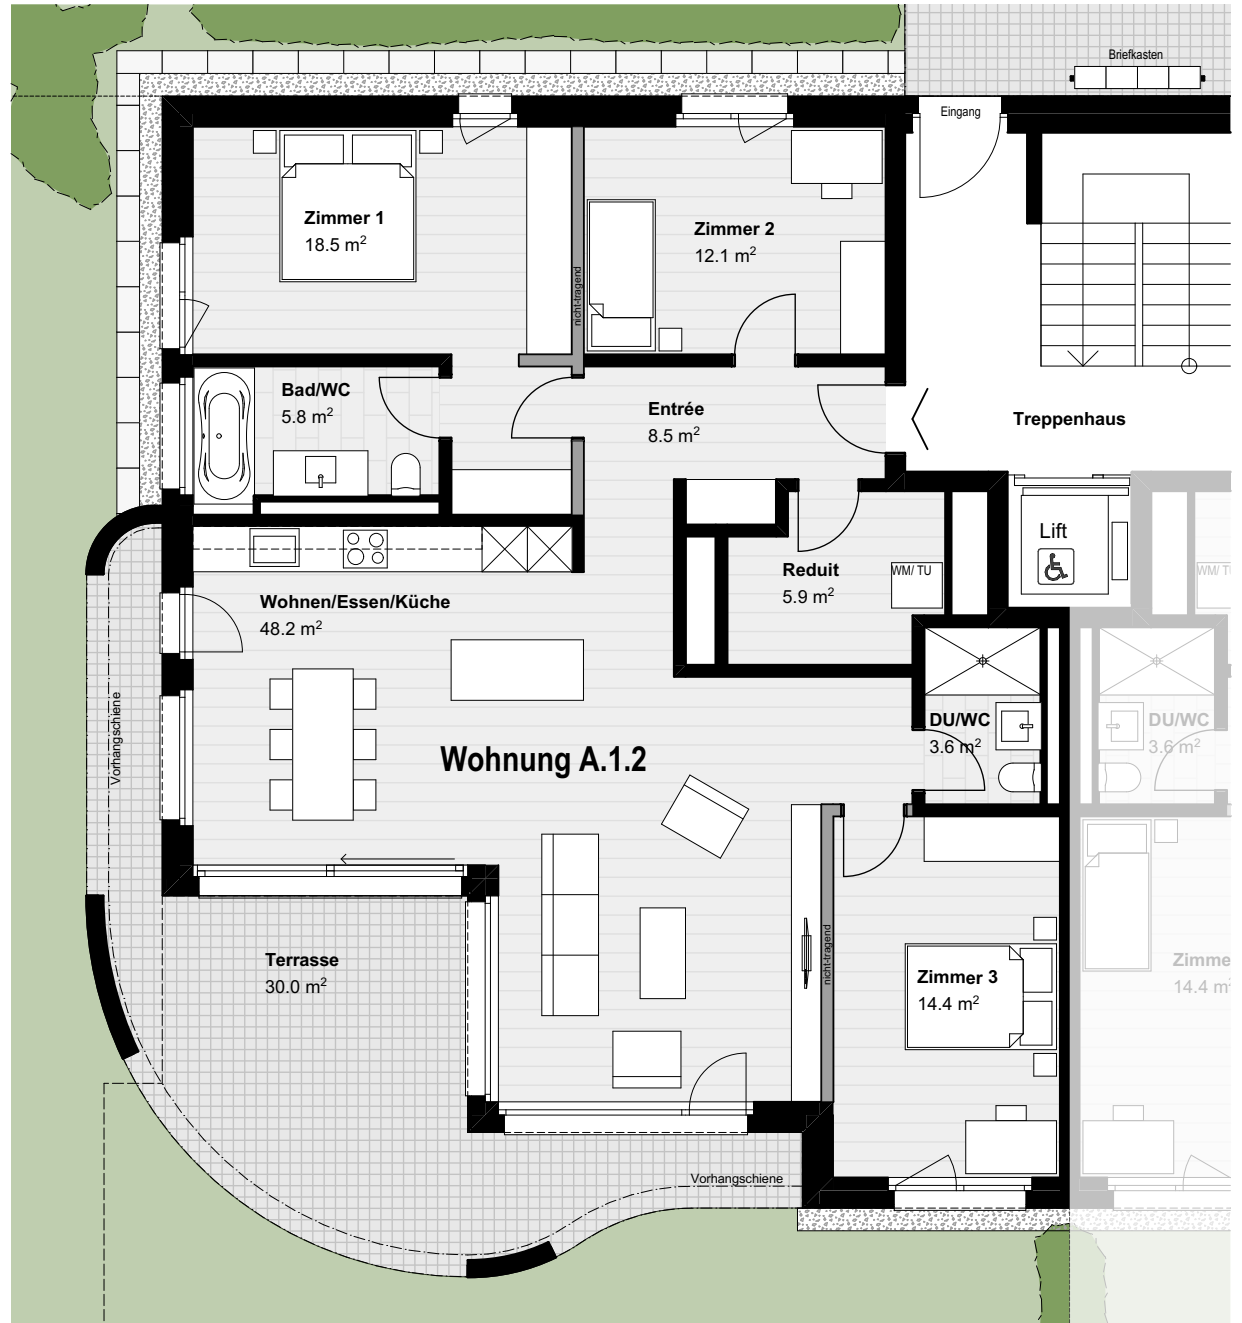 Briefkasten
Eingang
Zimmer 1
18.5 m²
Zimmer 2
12.1 m²
nicht-tragend
Bad/WC
5.8 m²
Entrée
8.5 m²
Treppenhaus
Lift
Reduit
5.9 m²
WM/ TU
WM/ TU
Wohnen/Essen/Küche
48.2 m²
Vorhangschiene
DU/WC
3.6 m²
DU/WC
3.6 m²
Wohnung A.1.2
nicht-tragend
Terrasse
30.0 m²
Zimmer 3
14.4 m²
Zimme
14.4 m²
Vorhangschiene